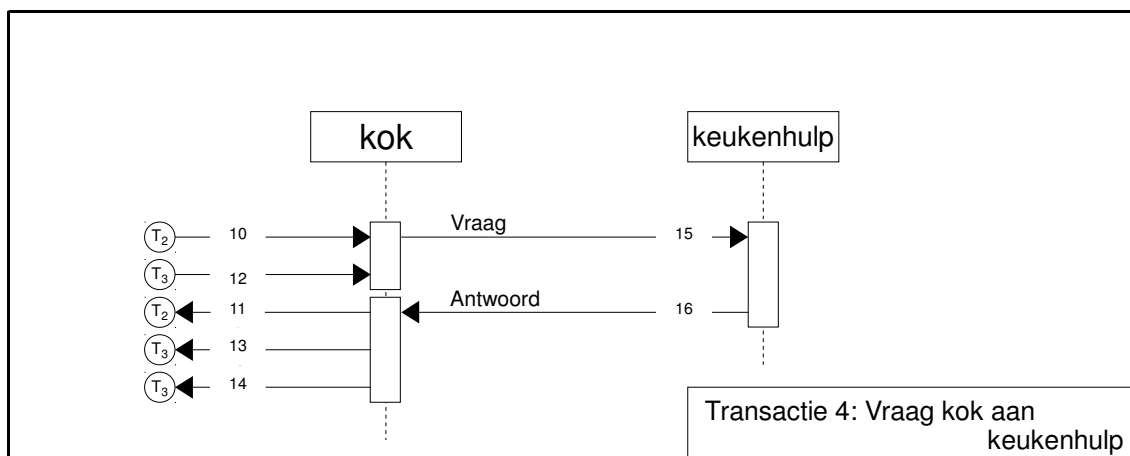 kok
keukenhulp
T2 10 Vraag 15
T3 12
T2 11 Antwoord 16
T3 13
T3 14
Transactie 4: Vraag kok aan
keukenhulp